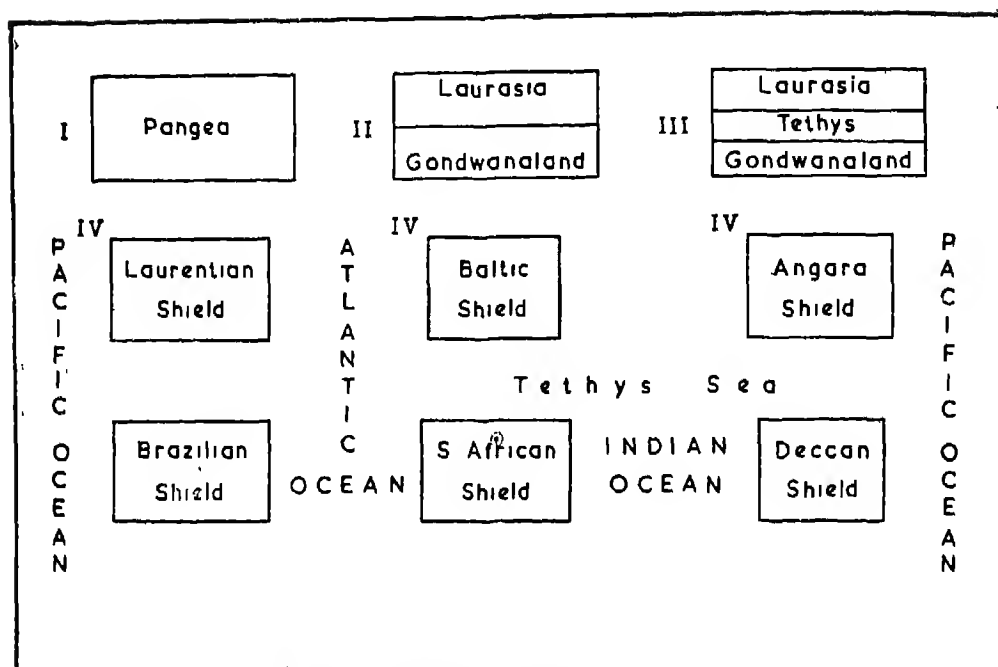 I
Pangea
II
Laurasia
Gondwanaland
III
Laurasia
Tethys
Gondwanaland
IV
Laurentian
Shield
IV
Baltic
Shield
IV
Angara
Shield
PACIFIC OCEAN
ATLANTIC
OCEAN
Tethys Sea
PACIFIC OCEAN
Brazilian
Shield
S African
Shield
INDIAN
OCEAN
Deccan
Shield